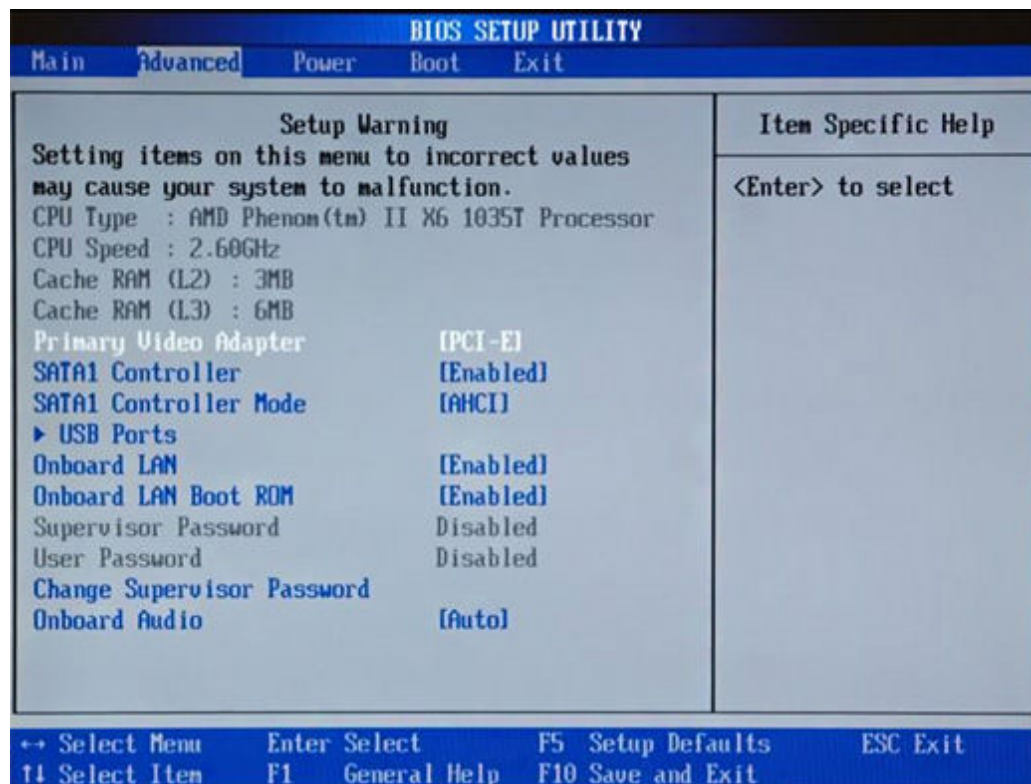 BIOS SETUP UTILITY
Main Advanced Power Boot Exit
Setup Warning
Setting items on this menu to incorrect values
may cause your system to malfunction.
CPU Type : AMD Phenom(tm) II X6 1035T Processor
CPU Speed : 2.60GHz
Cache RAM (L2) : 3MB
Cache RAM (L3) : 6MB
Primary Video Adapter [PCI-E]
SATA1 Controller [Enabled]
SATA1 Controller Mode [AHCI]
▶ USB Ports
Onboard LAN [Enabled]
Onboard LAN Boot ROM [Enabled]
Supervisor Password Disabled
User Password Disabled
Change Supervisor Password
Onboard Audio [Auto]
Item Specific Help
<Enter> to select
↔ Select Menu Enter Select F5 Setup Defaults ESC Exit
↑↓ Select Item F1 General Help F10 Save and Exit